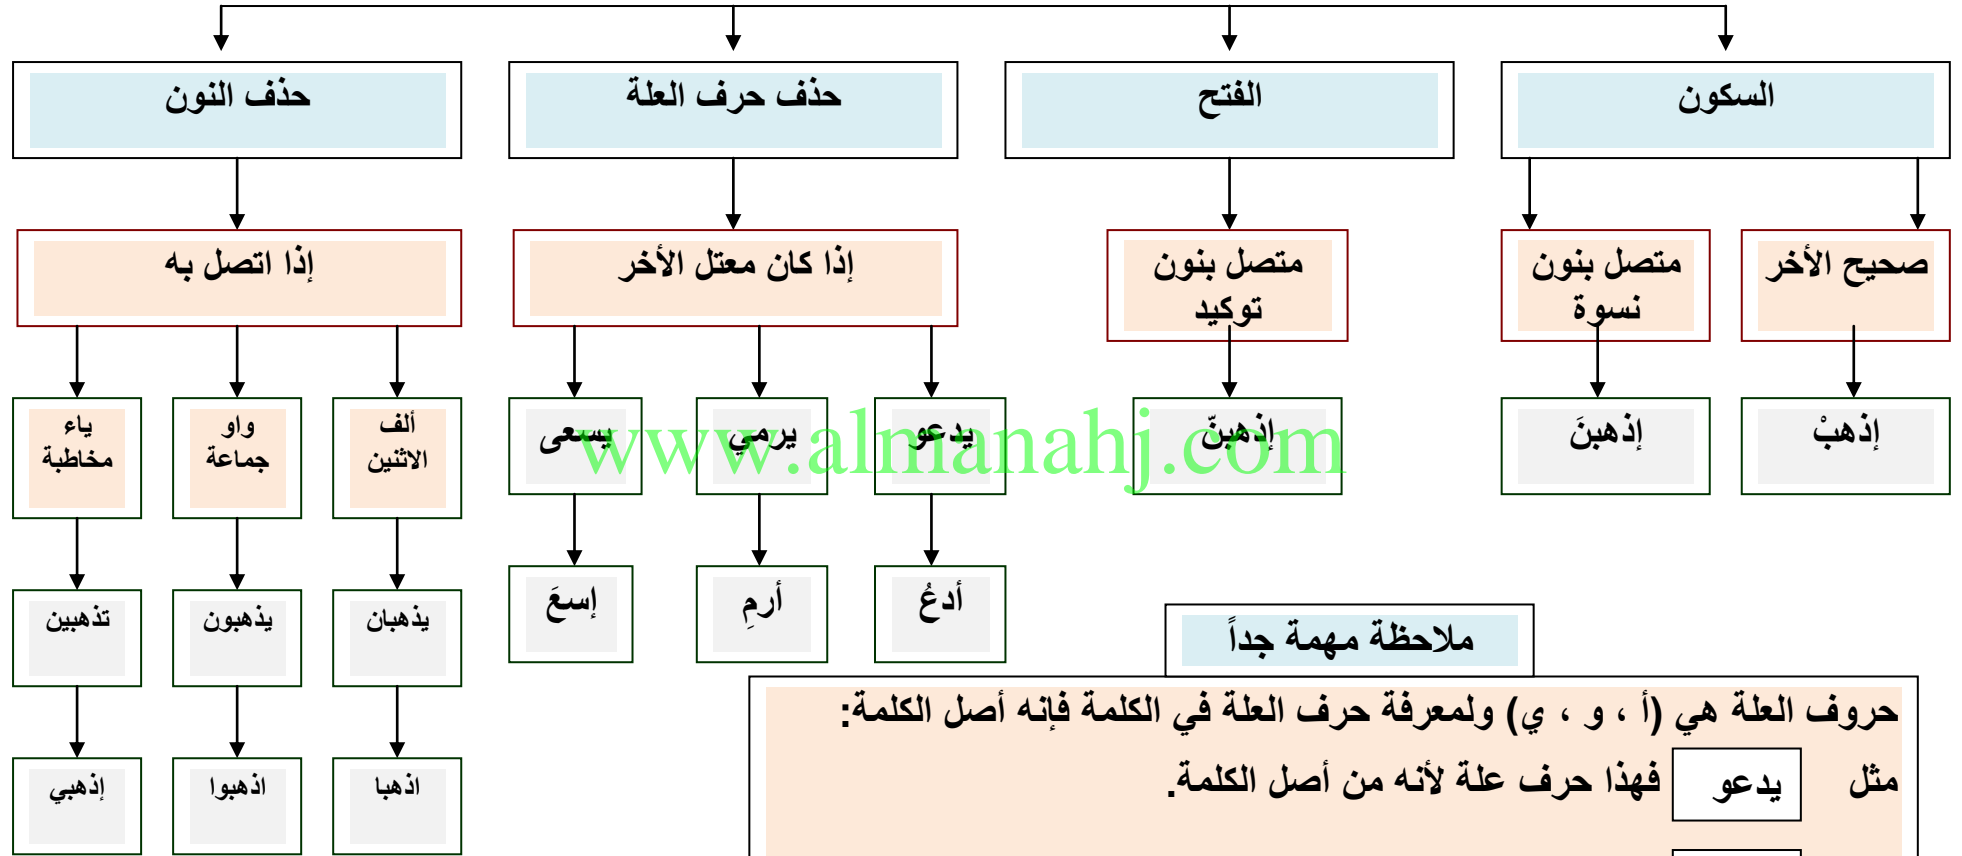 السكون
الفتح
حذف حرف العلة
حذف النون
صحيح الأخر
متصل بنون
نسوة
متصل بنون
توكيد
إذا كان معتل الأخر
إذا اتصل به
إذهبْ
إذهبنَ
إذهبنّ
يدعو
يرمي
يسعى
ألف
الاثنين
واو
جماعة
ياء
مخاطبة
www.almanahj.com
أدعُ
أرمِ
إسعَ
يذهبان
يذهبون
تذهبين
اذهبا
اذهبوا
إذهبي
ملاحظة مهمة جداً
حروف العلة هي (أ ، و ، ي) ولمعرفة حرف العلة في الكلمة فإنه أصل الكلمة:
مثل يدعو فهذا حرف علة لأنه من أصل الكلمة.